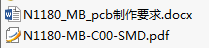 N1180_MB_pcb制作要求.docx
N1180-MB-C00-SMD.pdf